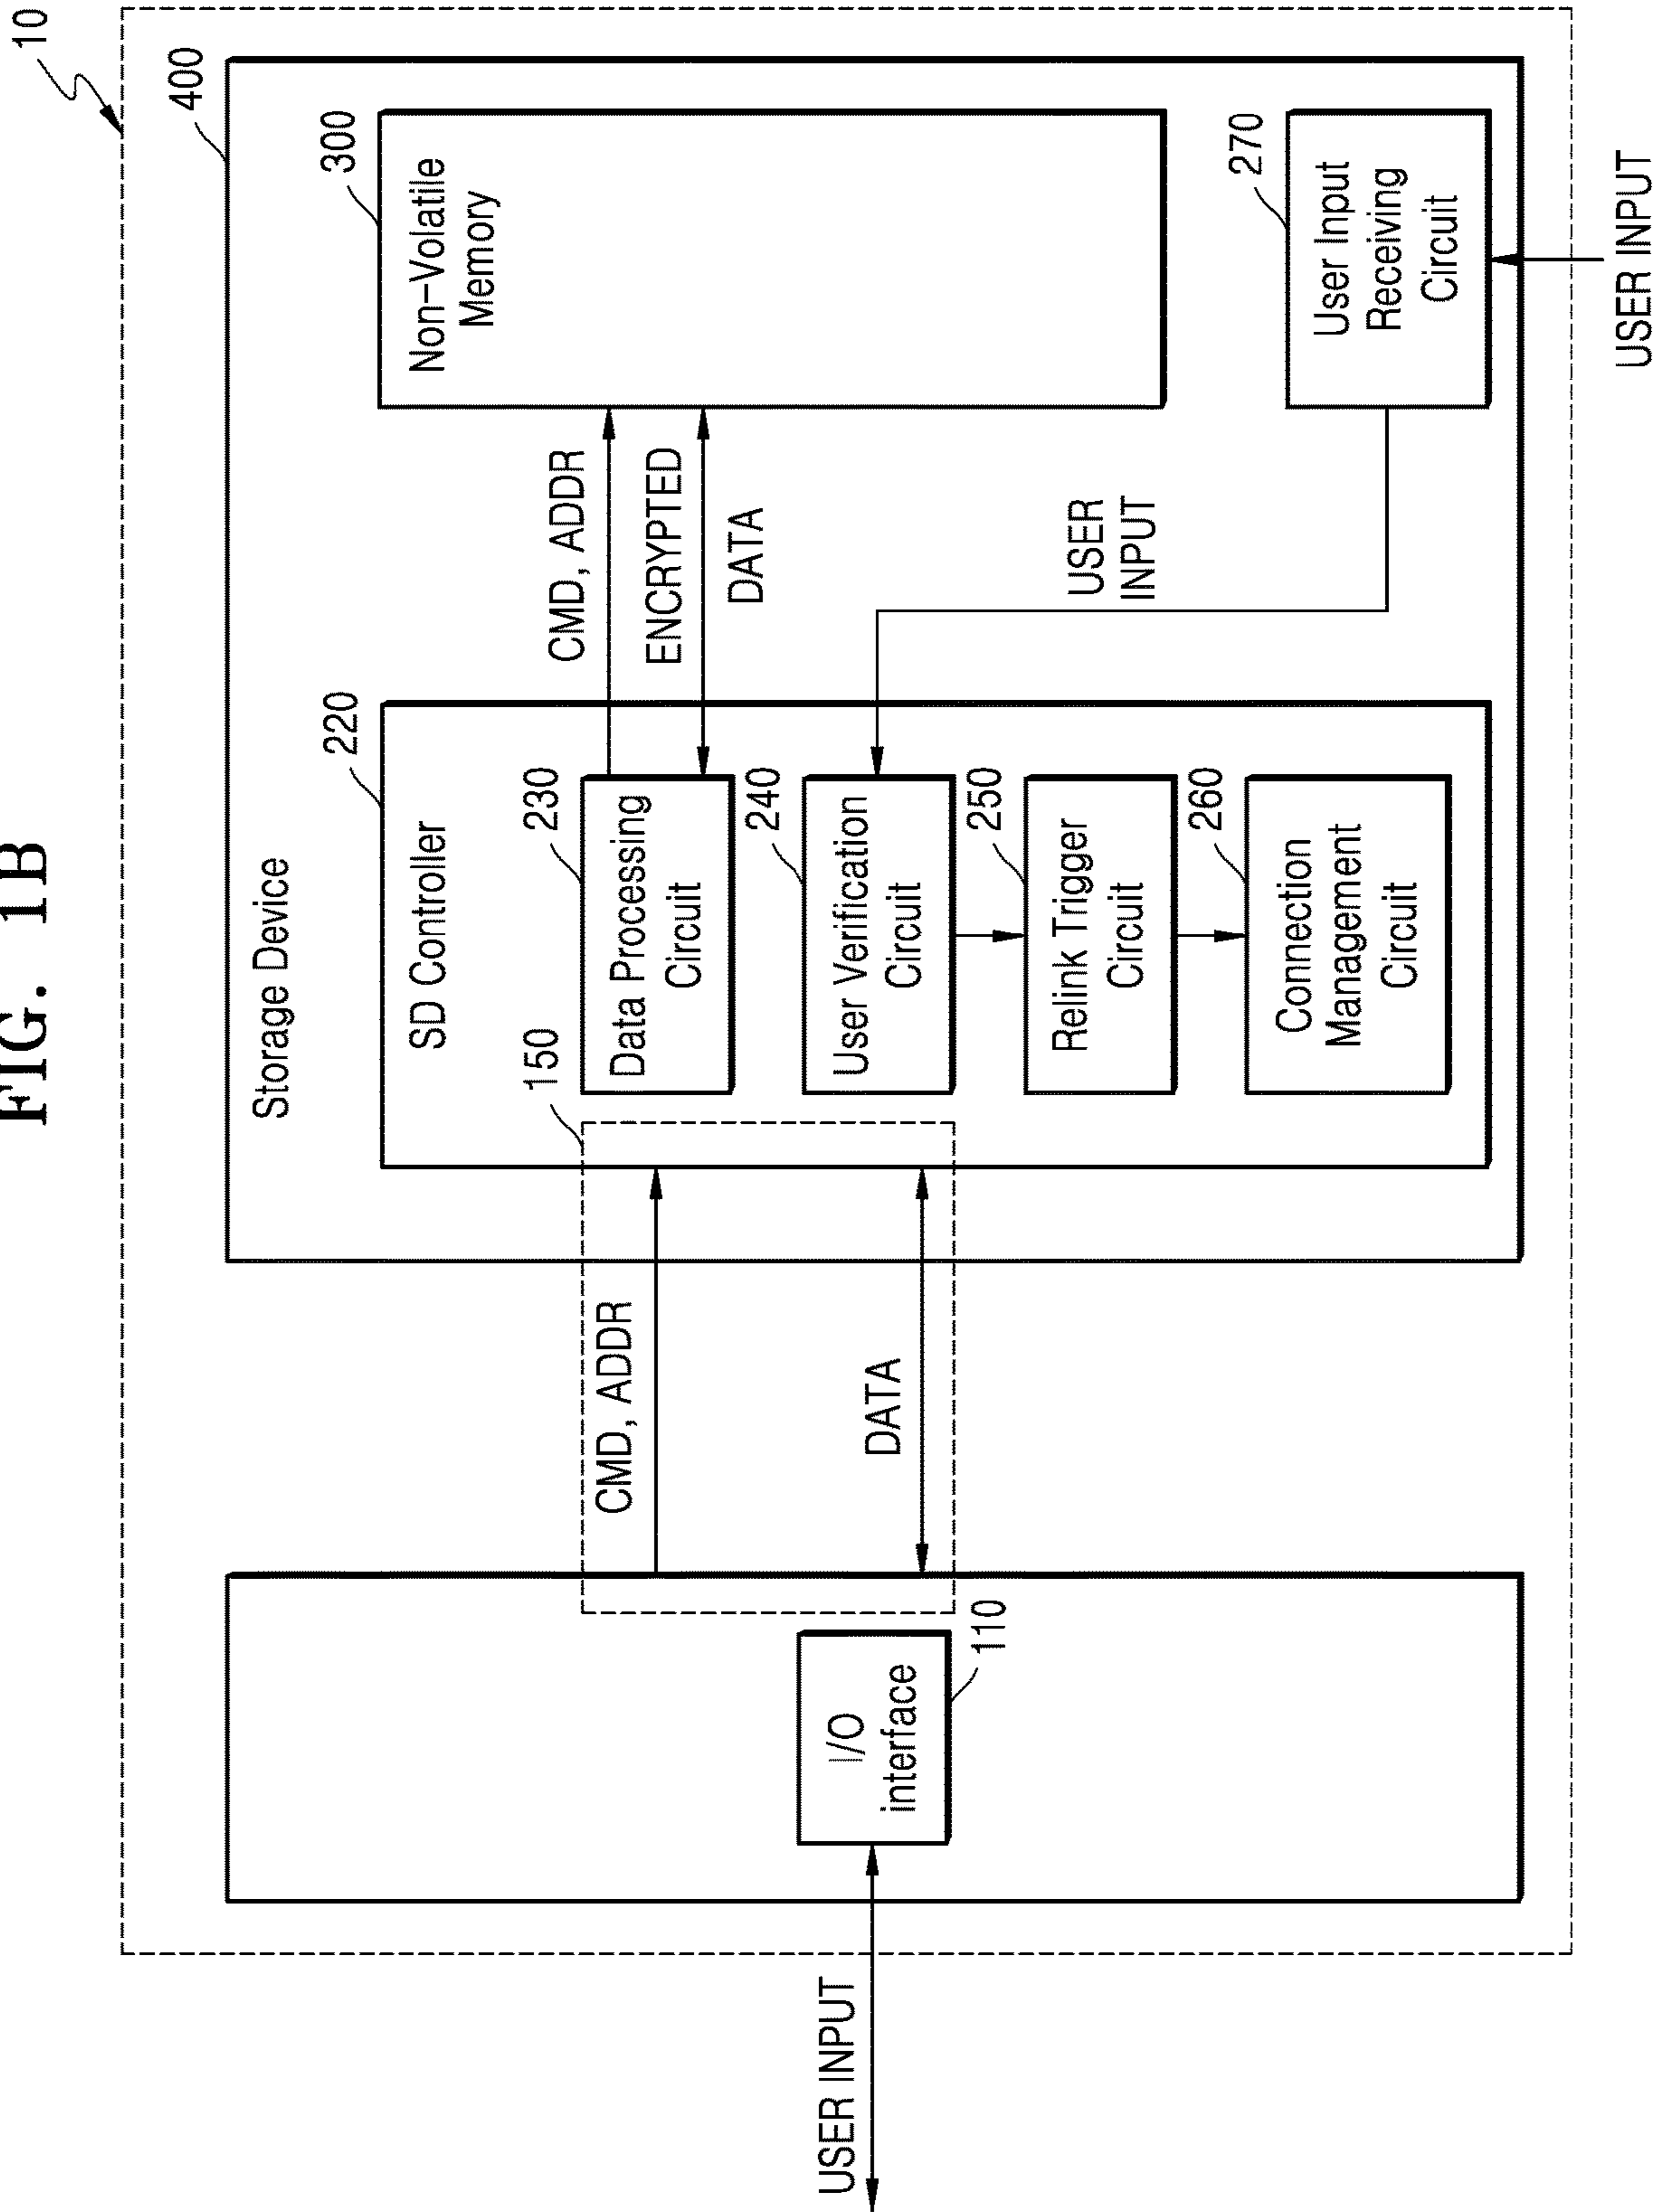 FIG. 1B
10
400
Storage Device
220
300
SD Controller
Non-Volatile
Memory
150
230
CMD, ADDR
CMD, ADDR
Data Processing
Circuit
ENCRYPTED
DATA
240
I/O
interface
110
USER INPUT
DATA
User Verification
Circuit
250
Relink Trigger
Circuit
USER
INPUT
260
Connection
Management
Circuit
270
User Input
Receiving
Circuit
USER INPUT